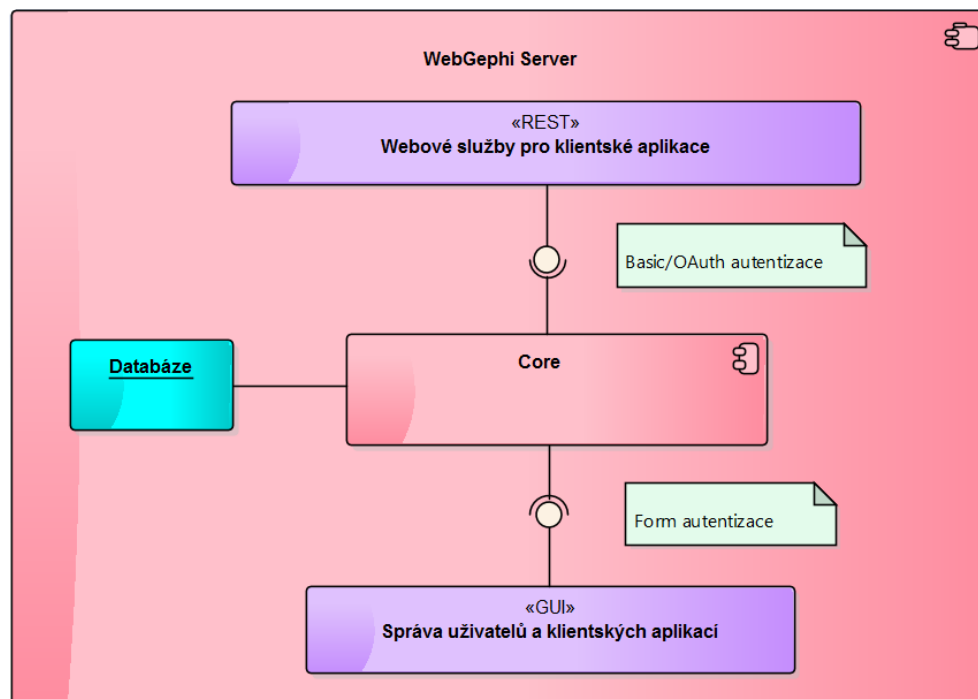 WebGephi Server
«REST»
Webové služby pro klientské aplikace
Basic/OAuth autentizace
Databáze
Core
Form autentizace
«GUI»
Správa uživatelů a klientských aplikací